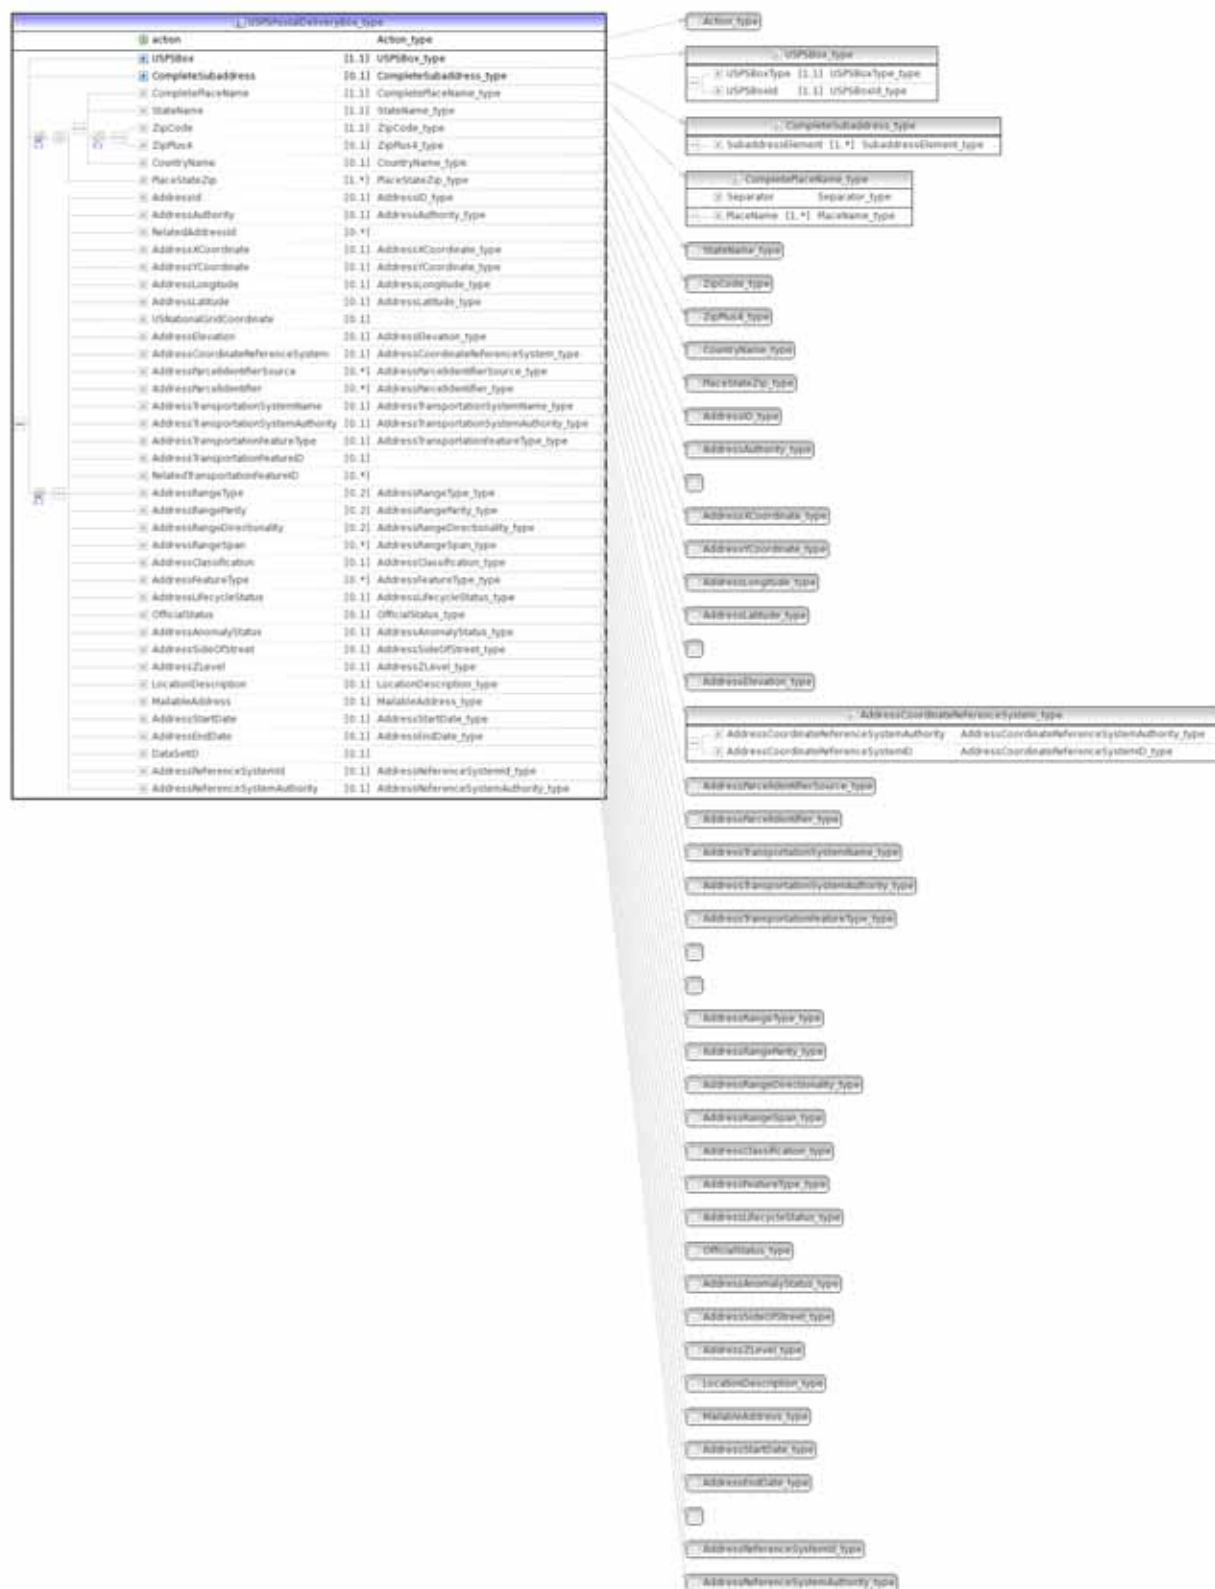 USPSPostalDeliveryBox_type
action Action_type
USPSBox [1..1] USPSBox_type
CompleteSubaddress [0..1] CompleteSubaddress_type
CompletePlaceName [1..1] CompletePlaceName_type
StateName [1..1] StateName_type
ZipCode [1..1] ZipCode_type
ZipPlus4 [0..1] ZipPlus4_type
CountryName [0..1] CountryName_type
PlaceStateZip [1..*] PlaceStateZip_type
AddressId [0..1] AddressID_type
AddressAuthority [0..1] AddressAuthority_type
RelatedAddressId [0..*]
AddressXCoordinate [0..1] AddressXCoordinate_type
AddressYCoordinate [0..1] AddressYCoordinate_type
AddressLongitude [0..1] AddressLongitude_type
AddressLatitude [0..1] AddressLatitude_type
USNationalGridCoordinate [0..1]
AddressElevation [0..1] AddressElevation_type
AddressCoordinateReferenceSystem [0..1] AddressCoordinateReferenceSystem_type
AddressParcelIdentifierSource [0..*] AddressParcelIdentifierSource_type
AddressParcelIdentifier [0..*] AddressParcelIdentifier_type
AddressTransportationSystemName [0..1] AddressTransportationSystemName_type
AddressTransportationSystemAuthority [0..1] AddressTransportationSystemAuthority_type
AddressTransportationFeatureType [0..1] AddressTransportationFeatureType_type
AddressTransportationFeatureID [0..1]
RelatedTransportationFeatureID [0..*]
AddressRangeType [0..2] AddressRangeType_type
AddressRangeParity [0..2] AddressRangeParity_type
AddressRangeDirectionality [0..2] AddressRangeDirectionality_type
AddressRangeSpan [0..*] AddressRangeSpan_type
AddressClassification [0..1] AddressClassification_type
AddressFeatureType [0..*] AddressFeatureType_type
AddressLifecycleStatus [0..1] AddressLifecycleStatus_type
OfficialStatus [0..1] OfficialStatus_type
AddressAnomalyStatus [0..1] AddressAnomalyStatus_type
AddressSideOfStreet [0..1] AddressSideOfStreet_type
AddressZLevel [0..1] AddressZLevel_type
LocationDescription [0..1] LocationDescription_type
MailableAddress [0..1] MailableAddress_type
AddressStartDate [0..1] AddressStartDate_type
AddressEndDate [0..1] AddressEndDate_type
DataSetID [0..1]
AddressReferenceSystemId [0..1] AddressReferenceSystemId_type
AddressReferenceSystemAuthority [0..1] AddressReferenceSystemAuthority_type
Action_type
USPSBox_type
USPSBoxType [1..1] USPSBoxType_type
USPSBoxId [1..1] USPSBoxId_type
CompleteSubaddress_type
SubaddressElement [1..*] SubaddressElement_type
CompletePlaceName_type
Separator Separator_type
PlaceName [1..*] PlaceName_type
StateName_type
ZipCode_type
ZipPlus4_type
CountryName_type
PlaceStateZip_type
AddressID_type
AddressAuthority_type
AddressXCoordinate_type
AddressYCoordinate_type
AddressLongitude_type
AddressLatitude_type
AddressElevation_type
AddressCoordinateReferenceSystem_type
AddressCoordinateReferenceSystemAuthority AddressCoordinateReferenceSystemAuthority_type
AddressCoordinateReferenceSystemID AddressCoordinateReferenceSystemID_type
AddressParcelIdentifierSource_type
AddressParcelIdentifier_type
AddressTransportationSystemName_type
AddressTransportationSystemAuthority_type
AddressTransportationFeatureType_type
AddressRangeType_type
AddressRangeParity_type
AddressRangeDirectionality_type
AddressRangeSpan_type
AddressClassification_type
AddressFeatureType_type
AddressLifecycleStatus_type
OfficialStatus_type
AddressAnomalyStatus_type
AddressSideOfStreet_type
AddressZLevel_type
LocationDescription_type
MailableAddress_type
AddressStartDate_type
AddressEndDate_type
AddressReferenceSystemId_type
AddressReferenceSystemAuthority_type